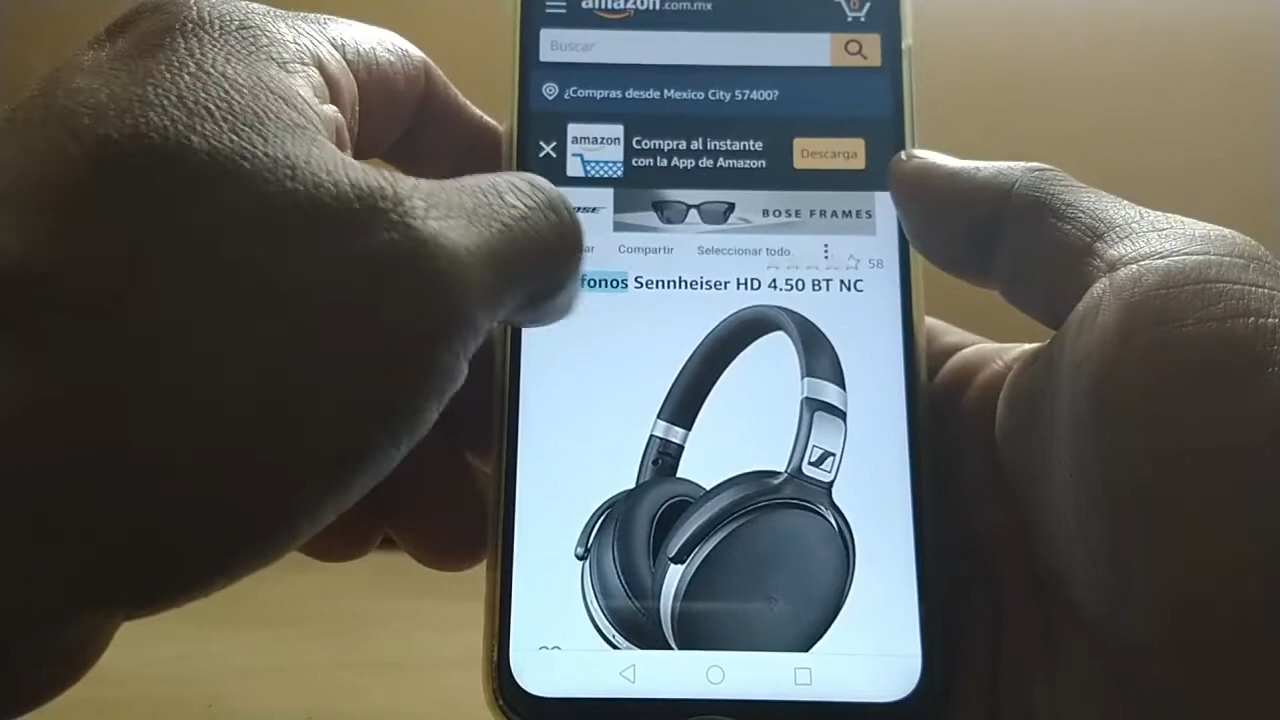 amazon.com.mx
0
Buscar
¿Compras desde Mexico City 57400?
amazon
Compra al instante
con la App de Amazon
Descarga
BOSE FRAMES
Compartir Seleccionar todo
58
fonos Sennheiser HD 4.50 BT NC